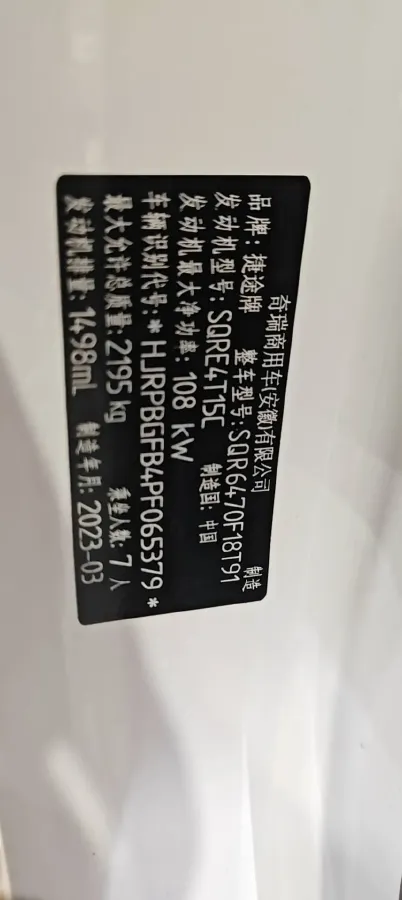 奇瑞商用车(安徽)有限公司 制造
品牌:捷途牌 整车型号:SQR6470F18T91
发动机型号:SQRE4T15C 制造国:中国
发动机最大净功率:108 kW
车辆识别代号:*HJRPBGFB4PF065379*
最大允许总质量:2195 kg 乘坐人数:7 人
发动机排量:1498mL 制造年月:2023-03